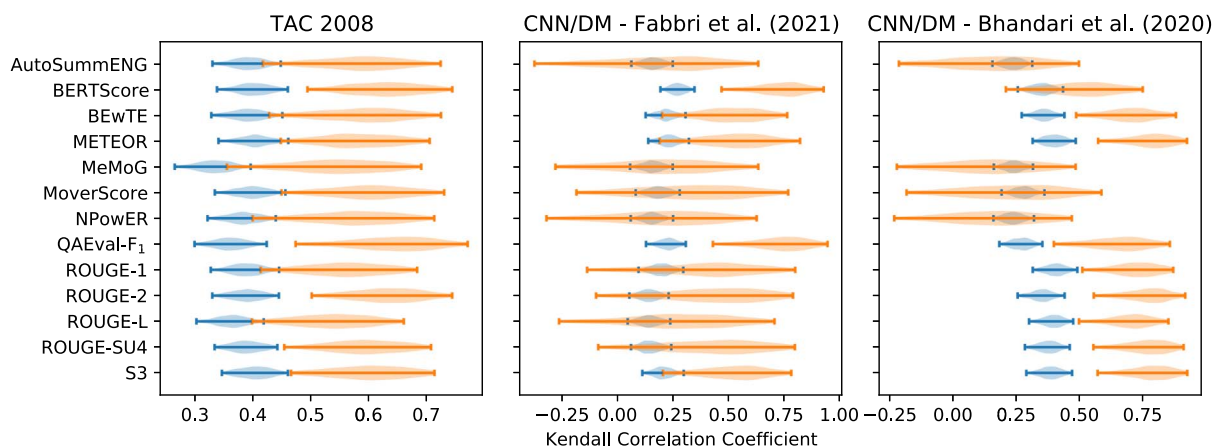 TAC 2008
CNN/DM - Fabbri et al. (2021)
CNN/DM - Bhandari et al. (2020)
AutoSummENG
BERTScore
BEwTE
METEOR
MeMoG
MoverScore
NPowER
QAEval-F₁
ROUGE-1
ROUGE-2
ROUGE-L
ROUGE-SU4
S3
0.3 0.4 0.5 0.6 0.7
−0.25 0.00 0.25 0.50 0.75 1.00
−0.25 0.00 0.25 0.50 0.75
Kendall Correlation Coefficient